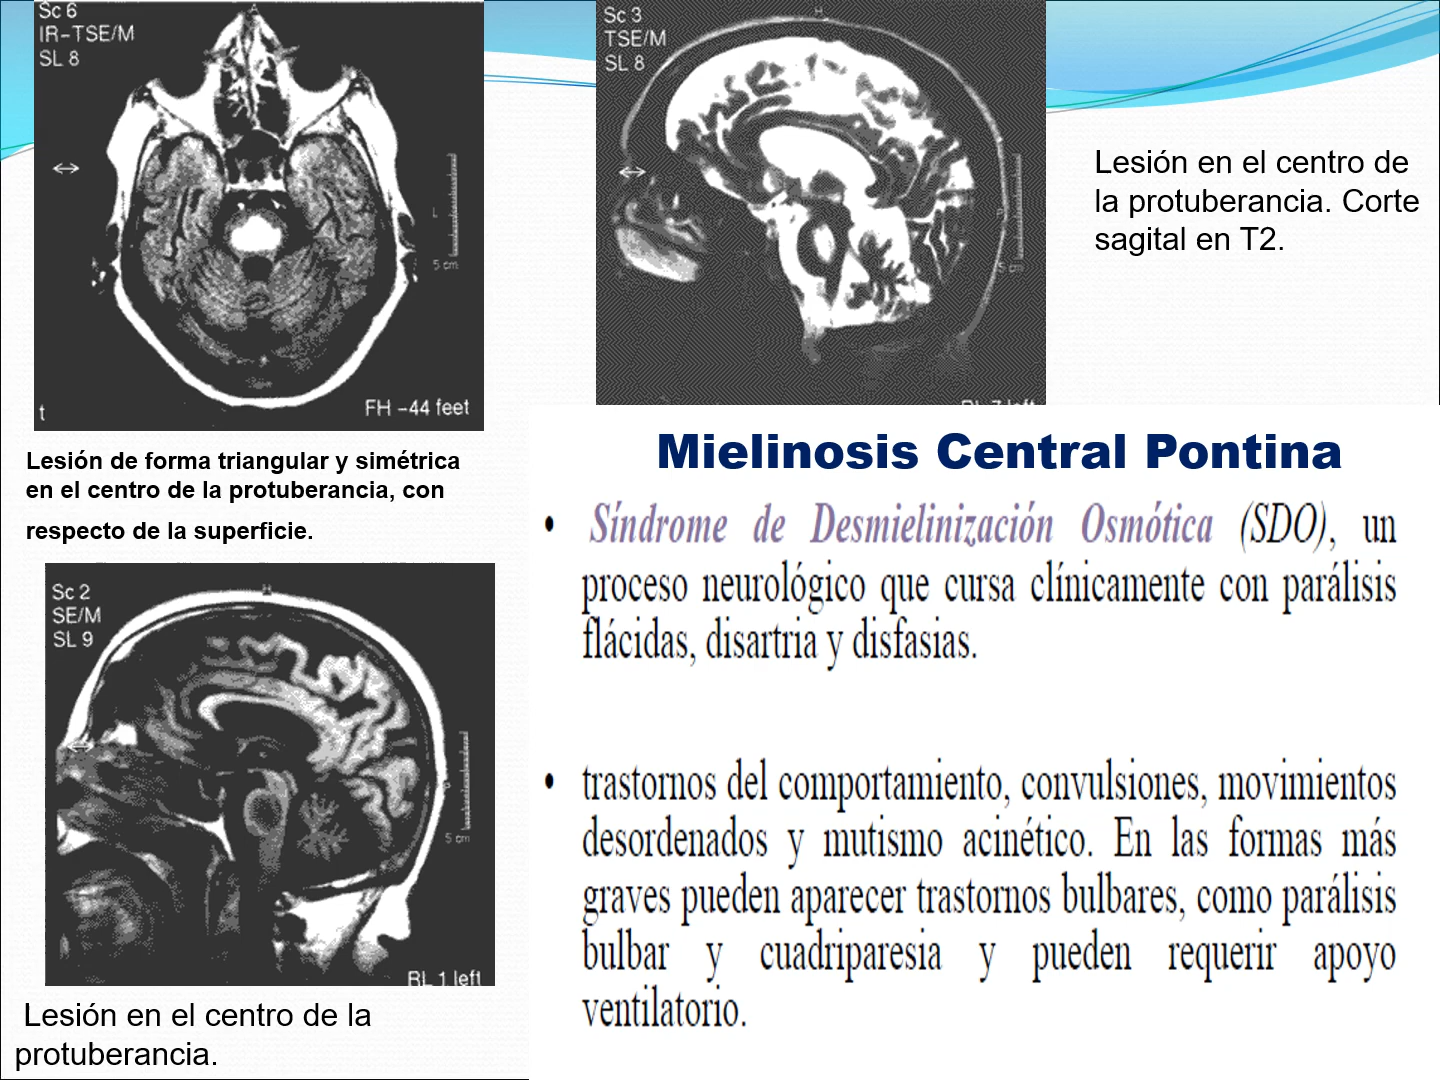 Sc 6
IR-TSE/M
SL 8
A
L
5 cm
t
FH -44 feet
Lesión de forma triangular y simétrica
en el centro de la protuberancia, con
respecto de la superficie.
Sc 2
SE/M
SL 9
H
P
5 cm
RL 1 left
Lesión en el centro de la
protuberancia.
Sc 3
TSE/M
SL 8
H
5 cm
RL 7 left
Lesión en el centro de
la protuberancia. Corte
sagital en T2.
Mielinosis Central Pontina
• Síndrome de Desmielinización Osmótica (SDO), un
proceso neurológico que cursa clínicamente con parálisis
flácidas, disartria y disfasias.
• trastornos del comportamiento, convulsiones, movimientos
desordenados y mutismo acinético. En las formas más
graves pueden aparecer trastornos bulbares, como parálisis
bulbar y cuadriparesia y pueden requerir apoyo
ventilatorio.